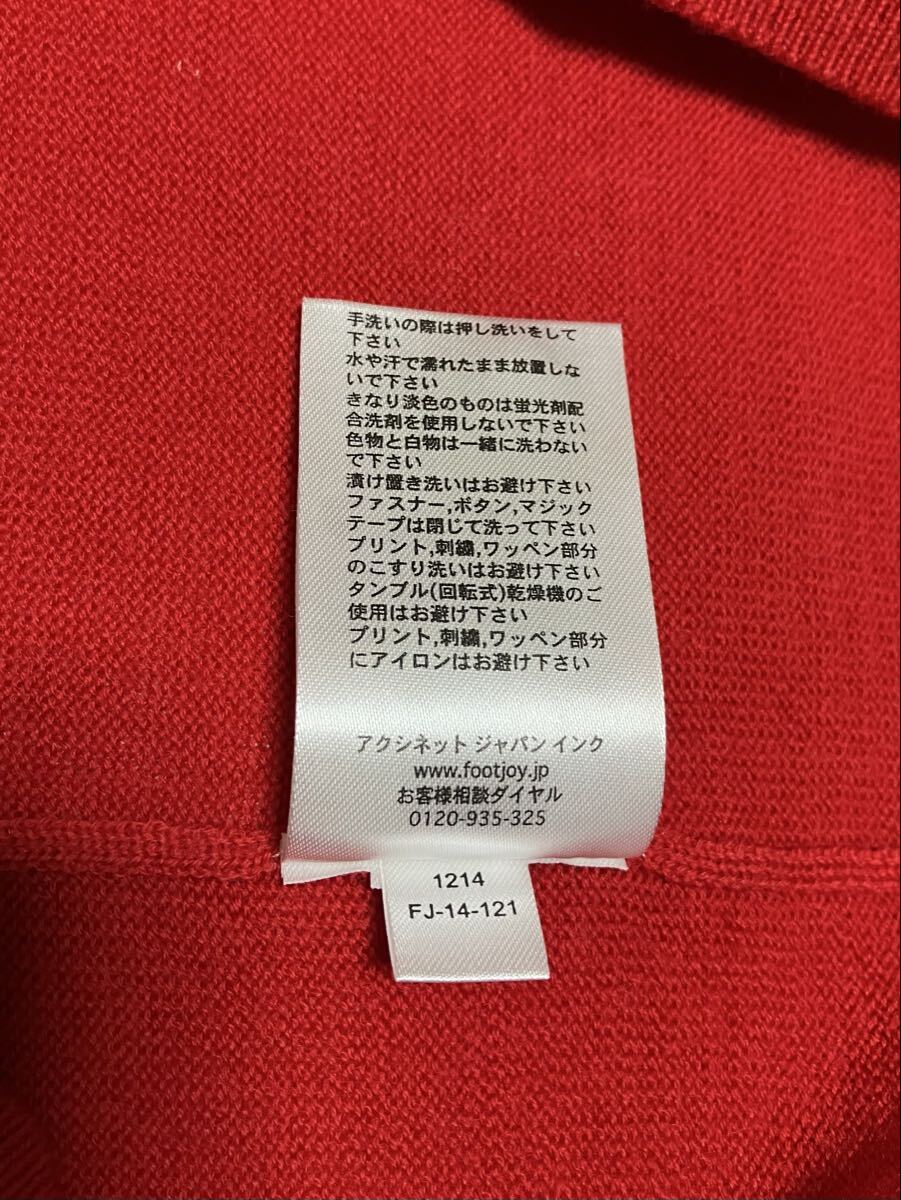 手洗いの際は押し洗いをして
下さい
水や汗で濡れたまま放置しな
いで下さい
きなり淡色のものは蛍光剤配
合洗剤を使用しないで下さい
色物と白物は一緒に洗わない
で下さい
漬け置き洗いはお避け下さい
ファスナー,ボタン,マジック
テープは閉じて洗って下さい
プリント,刺繍,ワッペン部分
のこすり洗いはお避け下さい
タンブル(回転式)乾燥機のご
使用はお避け下さい
プリント,刺繍,ワッペン部分
にアイロンはお避け下さい
アクシネット ジャパン インク
www.footjoy.jp
お客様相談ダイヤル
0120-935-325
1214
FJ-14-121